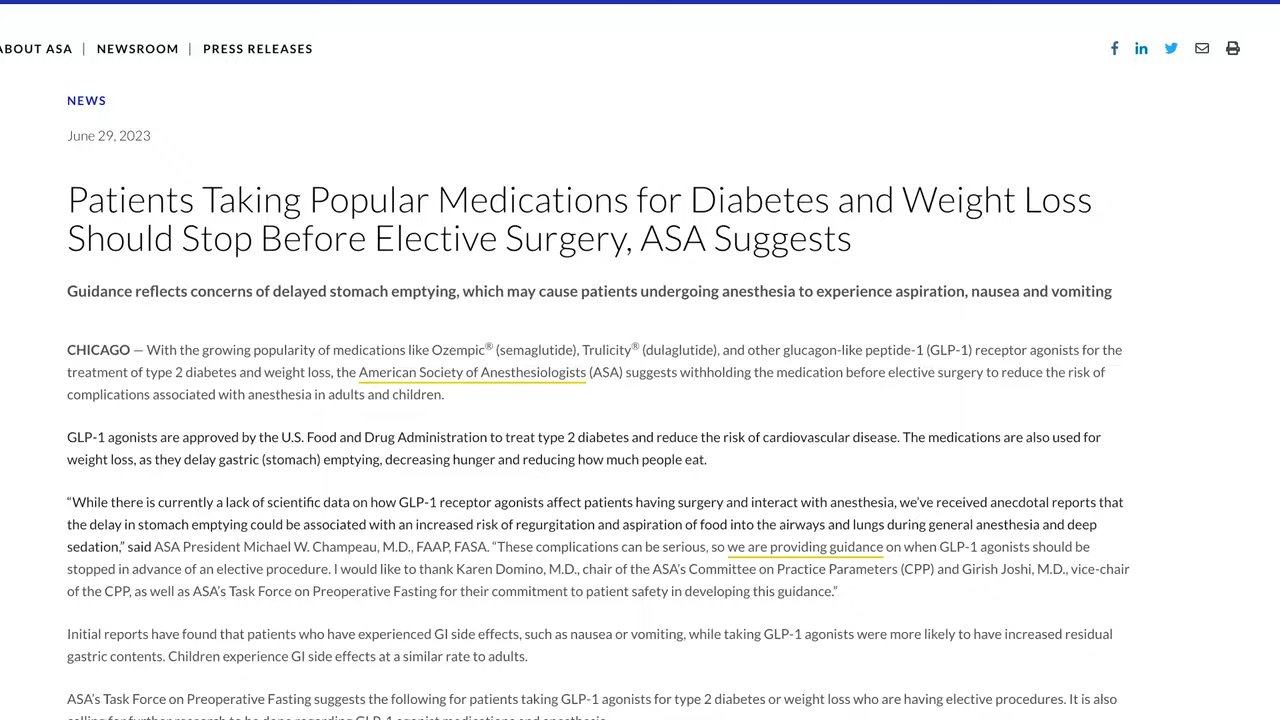 ABOUT ASA | NEWSROOM | PRESS RELEASES
NEWS
June 29, 2023
Patients Taking Popular Medications for Diabetes and Weight Loss
Should Stop Before Elective Surgery, ASA Suggests
Guidance reflects concerns of delayed stomach emptying, which may cause patients undergoing anesthesia to experience aspiration, nausea and vomiting
CHICAGO — With the growing popularity of medications like Ozempic® (semaglutide), Trulicity® (dulaglutide), and other glucagon-like peptide-1 (GLP-1) receptor agonists for the
treatment of type 2 diabetes and weight loss, the American Society of Anesthesiologists (ASA) suggests withholding the medication before elective surgery to reduce the risk of
complications associated with anesthesia in adults and children.
GLP-1 agonists are approved by the U.S. Food and Drug Administration to treat type 2 diabetes and reduce the risk of cardiovascular disease. The medications are also used for
weight loss, as they delay gastric (stomach) emptying, decreasing hunger and reducing how much people eat.
“While there is currently a lack of scientific data on how GLP-1 receptor agonists affect patients having surgery and interact with anesthesia, we’ve received anecdotal reports that
the delay in stomach emptying could be associated with an increased risk of regurgitation and aspiration of food into the airways and lungs during general anesthesia and deep
sedation,” said ASA President Michael W. Champeau, M.D., FAAP, FASA. “These complications can be serious, so we are providing guidance on when GLP-1 agonists should be
stopped in advance of an elective procedure. I would like to thank Karen Domino, M.D., chair of the ASA’s Committee on Practice Parameters (CPP) and Girish Joshi, M.D., vice-chair
of the CPP, as well as ASA’s Task Force on Preoperative Fasting for their commitment to patient safety in developing this guidance.”
Initial reports have found that patients who have experienced GI side effects, such as nausea or vomiting, while taking GLP-1 agonists were more likely to have increased residual
gastric contents. Children experience GI side effects at a similar rate to adults.
ASA’s Task Force on Preoperative Fasting suggests the following for patients taking GLP-1 agonists for type 2 diabetes or weight loss who are having elective procedures. It is also
calling for further research to be done regarding GLP-1 agonist medications and anesthesia.